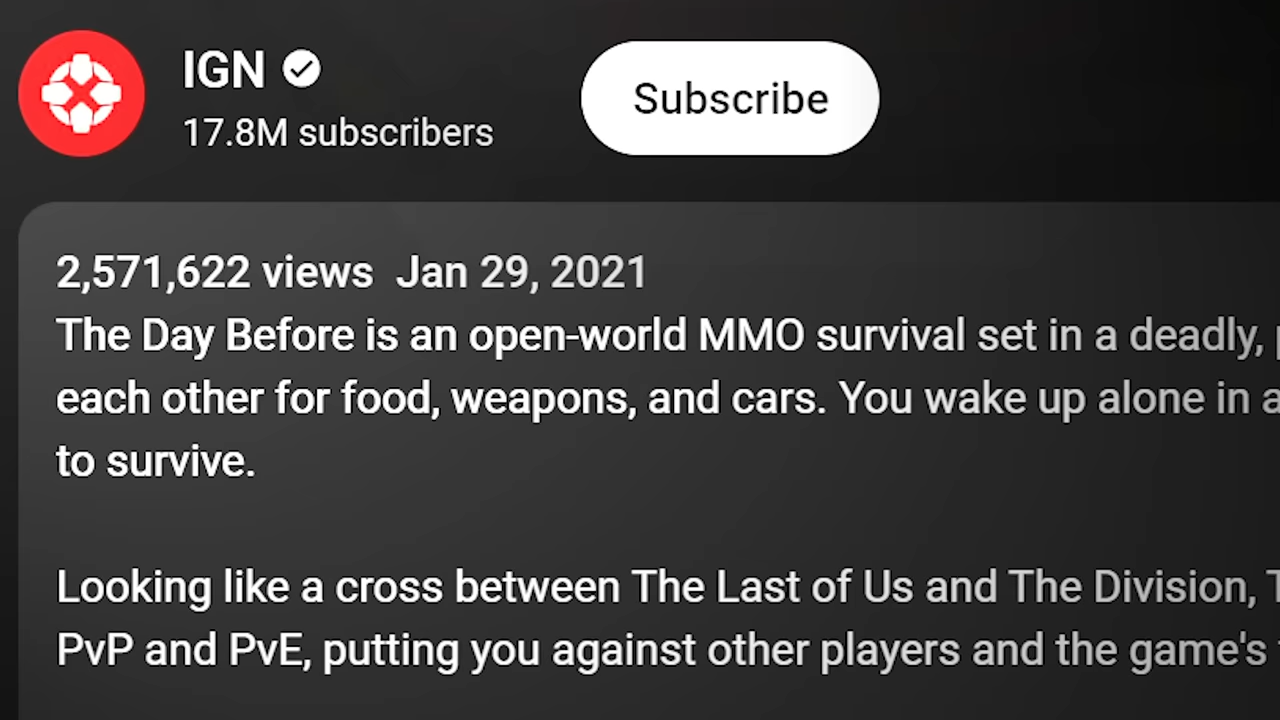 IGN
17.8M subscribers
Subscribe
2,571,622 views Jan 29, 2021
The Day Before is an open-world MMO survival set in a deadly,
each other for food, weapons, and cars. You wake up alone in a
to survive.
Looking like a cross between The Last of Us and The Division,
PvP and PvE, putting you against other players and the game's